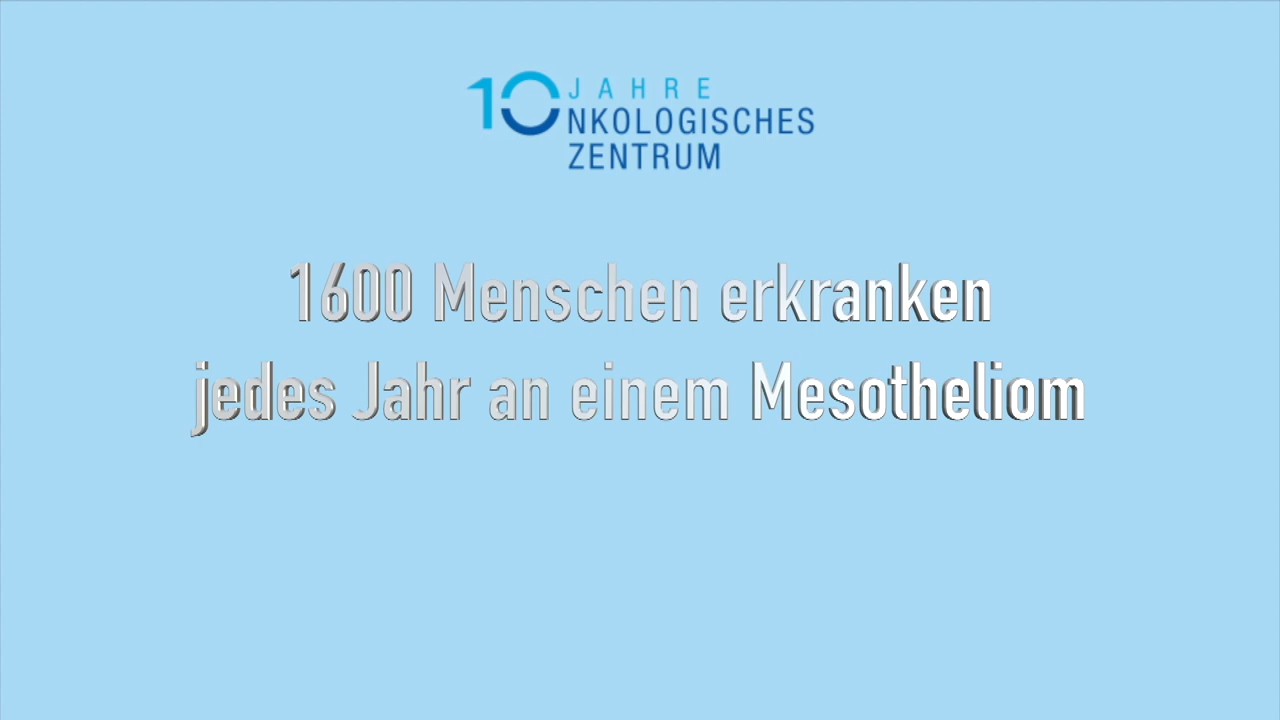 10 JAHRE
ONKOLOGISCHES
ZENTRUM
1600 Menschen erkranken
jedes Jahr an einem Mesotheliom